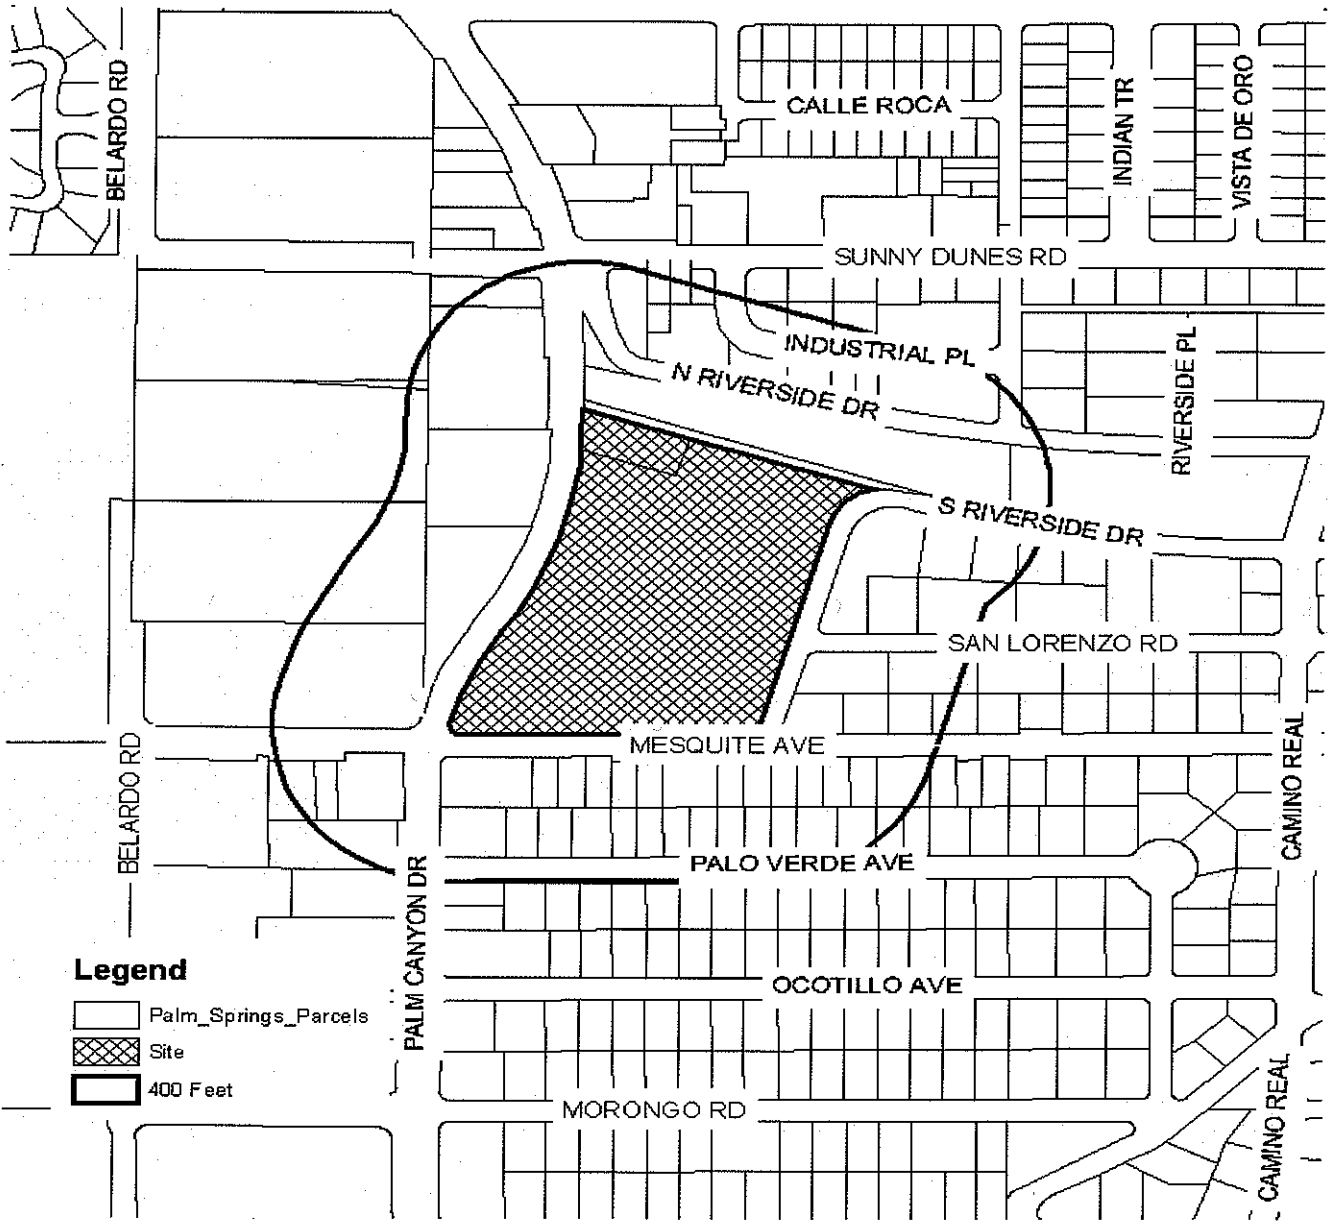 BELARDO RD
CALLE ROCA
INDIAN TR
VISTA DE ORO
SUNNY DUNES RD
INDUSTRIAL PL
N RIVERSIDE DR
RIVERSIDE PL
S RIVERSIDE DR
SAN LORENZO RD
MESQUITE AVE
BELARDO RD
CAMINO REAL
PALO VERDE AVE
PALM CANYON DR
OCOTILLO AVE
MORONGO RD
CAMINO REAL
Legend
Palm_Springs_Parcels
Site
400 Feet